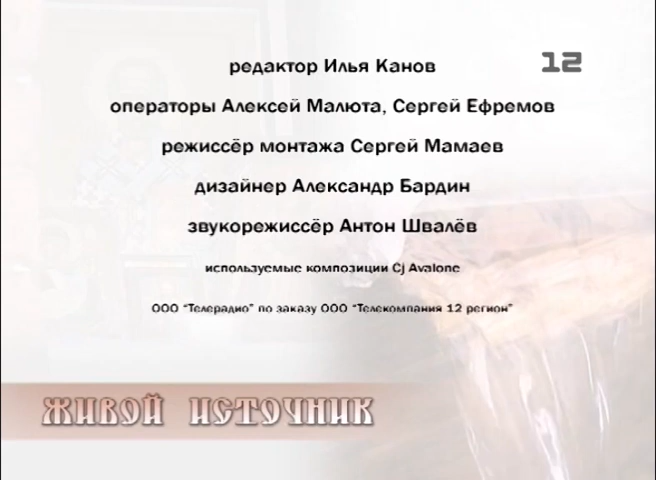 редактор Илья Канов
12
операторы Алексей Малюта, Сергей Ефремов
режиссёр монтажа Сергей Мамаев
дизайнер Александр Бардин
звукорежиссёр Антон Швалёв
используемые композиции Cj Avalone
ООО "Телерадио" по заказу ООО "Телекомпания 12 регион"
ЖИВОЙ ИСТОЧНИК